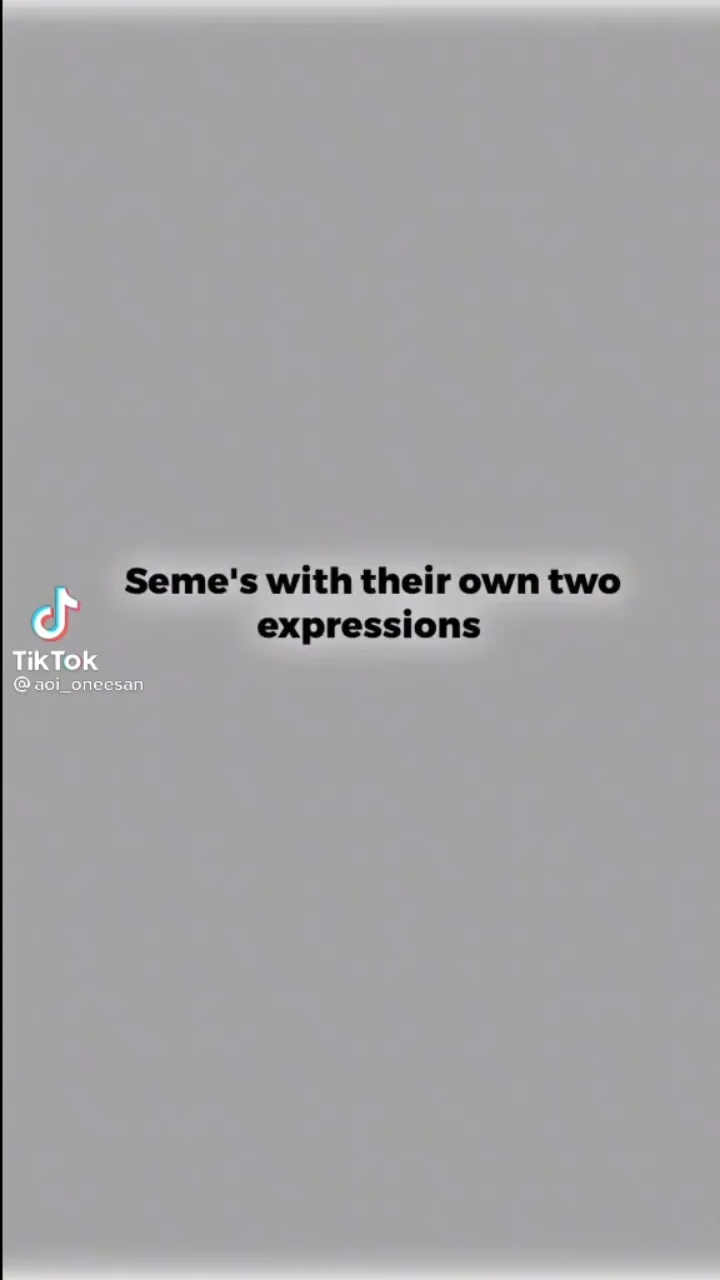 Seme's with their own two
expressions
TikTok
@aoi_oneesan